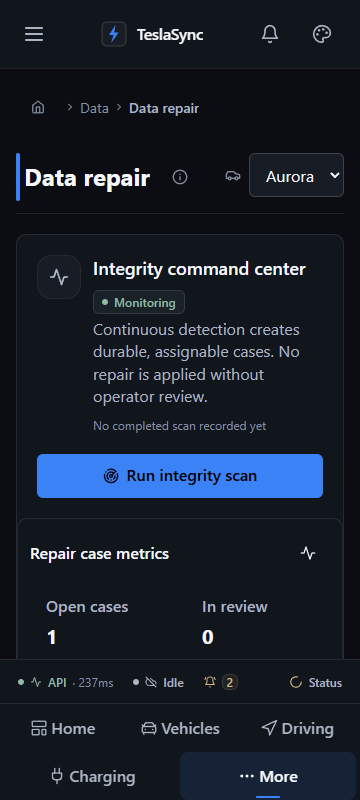 TeslaSync
Data
Data repair
Data repair
Aurora
Integrity command center
Monitoring
Continuous detection creates
durable, assignable cases. No
repair is applied without
operator review.
No completed scan recorded yet
Run integrity scan
Repair case metrics
Open cases
In review
1
0
API · 237ms
Idle
2
Status
Home
Vehicles
Driving
Charging
More